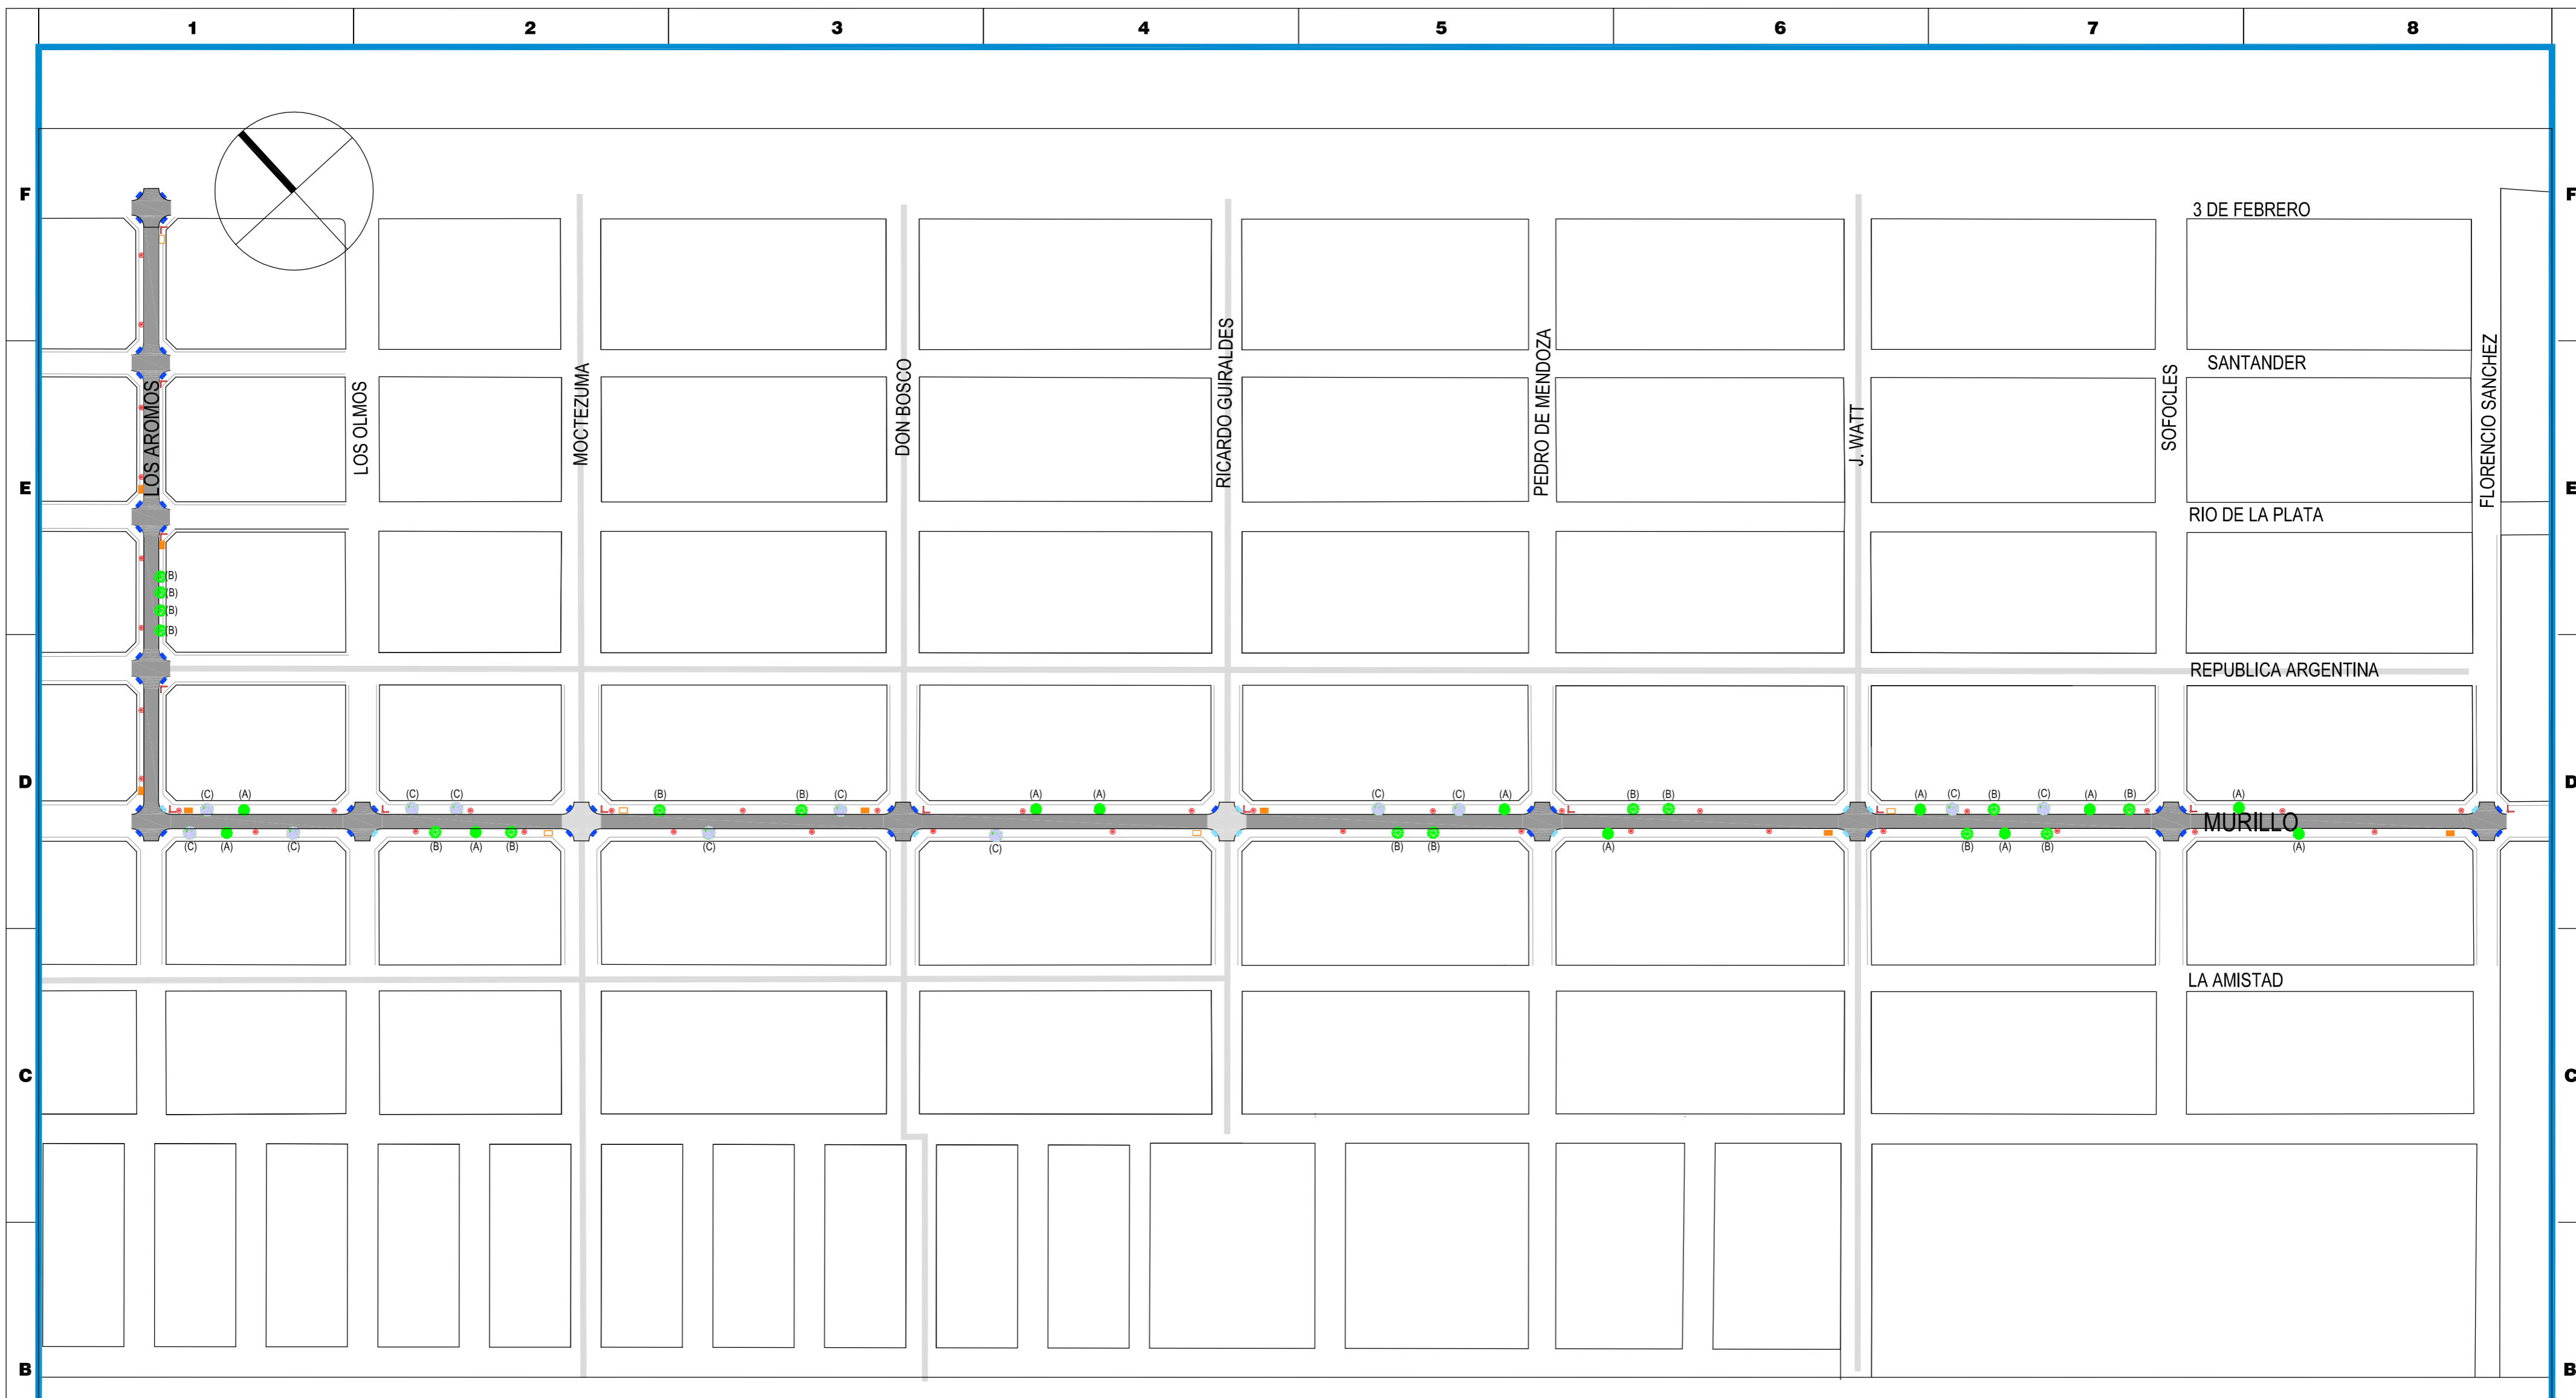 1 2 3 4 5 6 7 8
F F
3 DE FEBRERO
SANTANDER
LOS AROMOS
LOS OLMOS
MOCTEZUMA
DON BOSCO
RICARDO GUIRALDES
PEDRO DE MENDOZA
J. WATT
SOFOCLES
FLORENCIO SANCHEZ
E E
RIO DE LA PLATA
(B)
(B)
(B)
(B)
REPUBLICA ARGENTINA
D D
(C) (A) (C) (C) (B) (B) (C) (A) (A) (C) (C) (A) (B) (B) (A) (C) (B) (C) (A) (B) (A)
MURILLO
(C) (A) (C) (B) (A) (B) (C) (C) (B) (B) (A) (B) (A) (B) (A)
LA AMISTAD
C C
B B